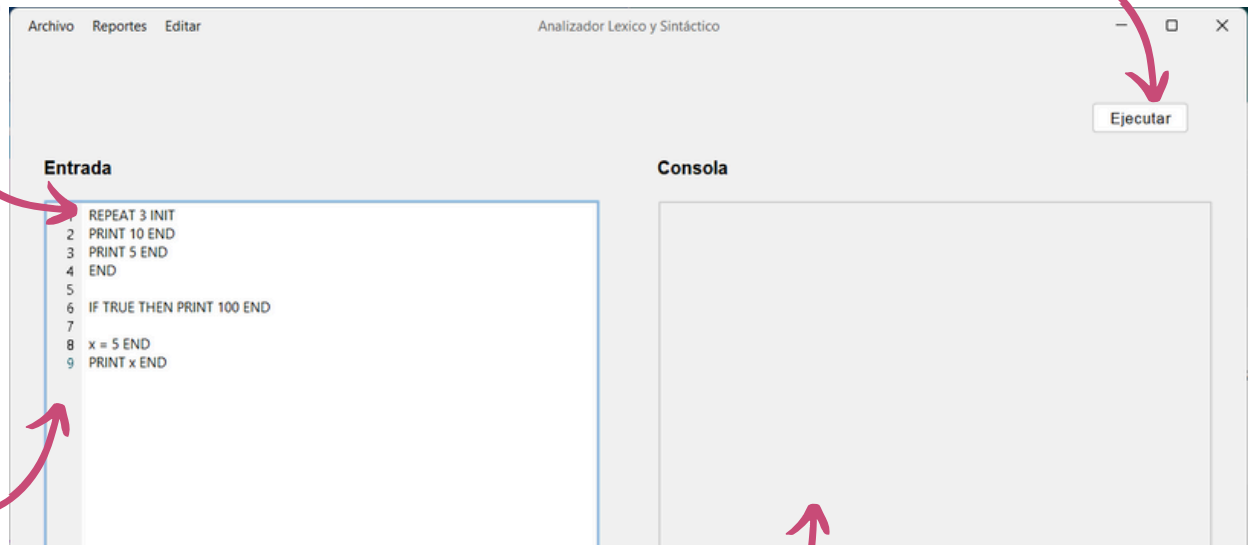 Archivo Reportes Editar Analizador Lexico y Sintáctico
Ejecutar
Entrada Consola
REPEAT 3 INIT
2 PRINT 10 END
3 PRINT 5 END
4 END
5
6 IF TRUE THEN PRINT 100 END
7
8 x = 5 END
9 PRINT x END